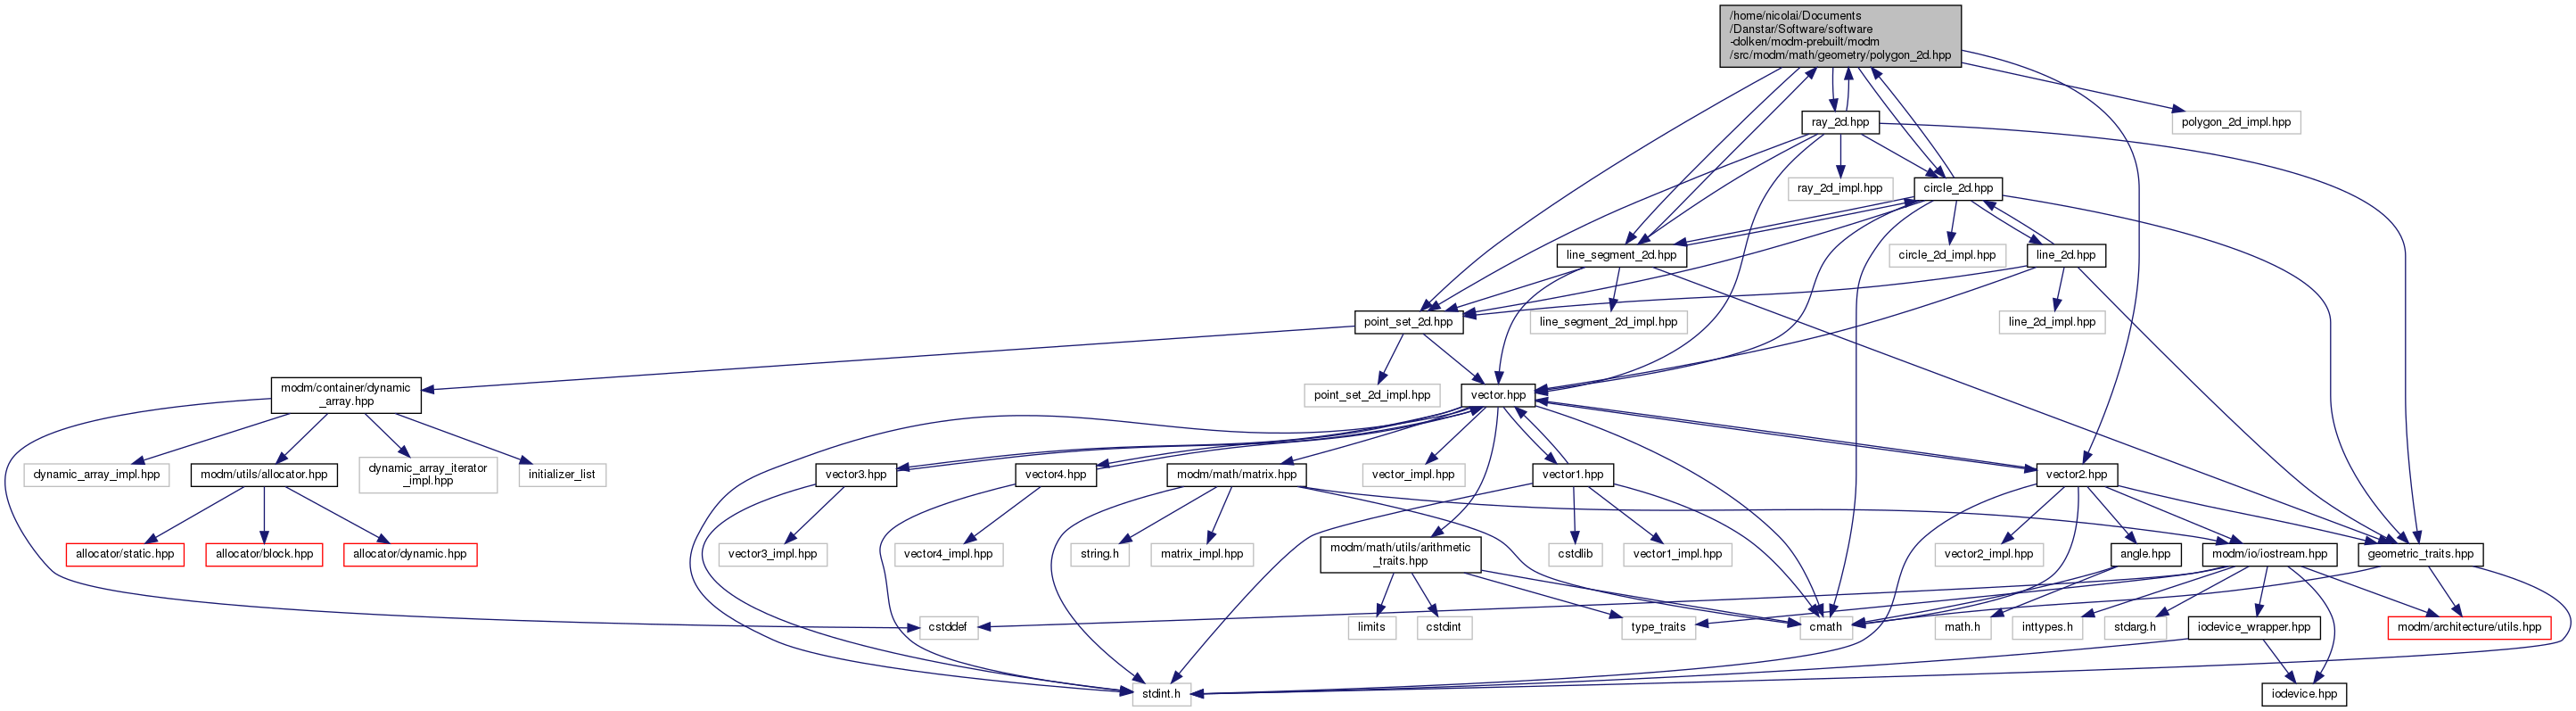 /home/nicolai/Documents
/Danstar/Software/software
-dolken/modm-prebuilt/modm
/src/modm/math/geometry/polygon_2d.hpp
ray_2d.hpp
polygon_2d_impl.hpp
ray_2d_impl.hpp
circle_2d.hpp
line_segment_2d.hpp
circle_2d_impl.hpp
line_2d.hpp
point_set_2d.hpp
line_segment_2d_impl.hpp
line_2d_impl.hpp
modm/container/dynamic
_array.hpp
point_set_2d_impl.hpp
vector.hpp
dynamic_array_impl.hpp
modm/utils/allocator.hpp
dynamic_array_iterator
_impl.hpp
initializer_list
vector3.hpp
vector4.hpp
modm/math/matrix.hpp
vector_impl.hpp
vector1.hpp
vector2.hpp
allocator/static.hpp
allocator/block.hpp
allocator/dynamic.hpp
vector3_impl.hpp
vector4_impl.hpp
string.h
matrix_impl.hpp
modm/math/utils/arithmetic
_traits.hpp
cstdlib
vector1_impl.hpp
vector2_impl.hpp
angle.hpp
modm/io/iostream.hpp
geometric_traits.hpp
cstddef
limits
cstdint
type_traits
cmath
math.h
inttypes.h
stdarg.h
iodevice_wrapper.hpp
modm/architecture/utils.hpp
stdint.h
iodevice.hpp